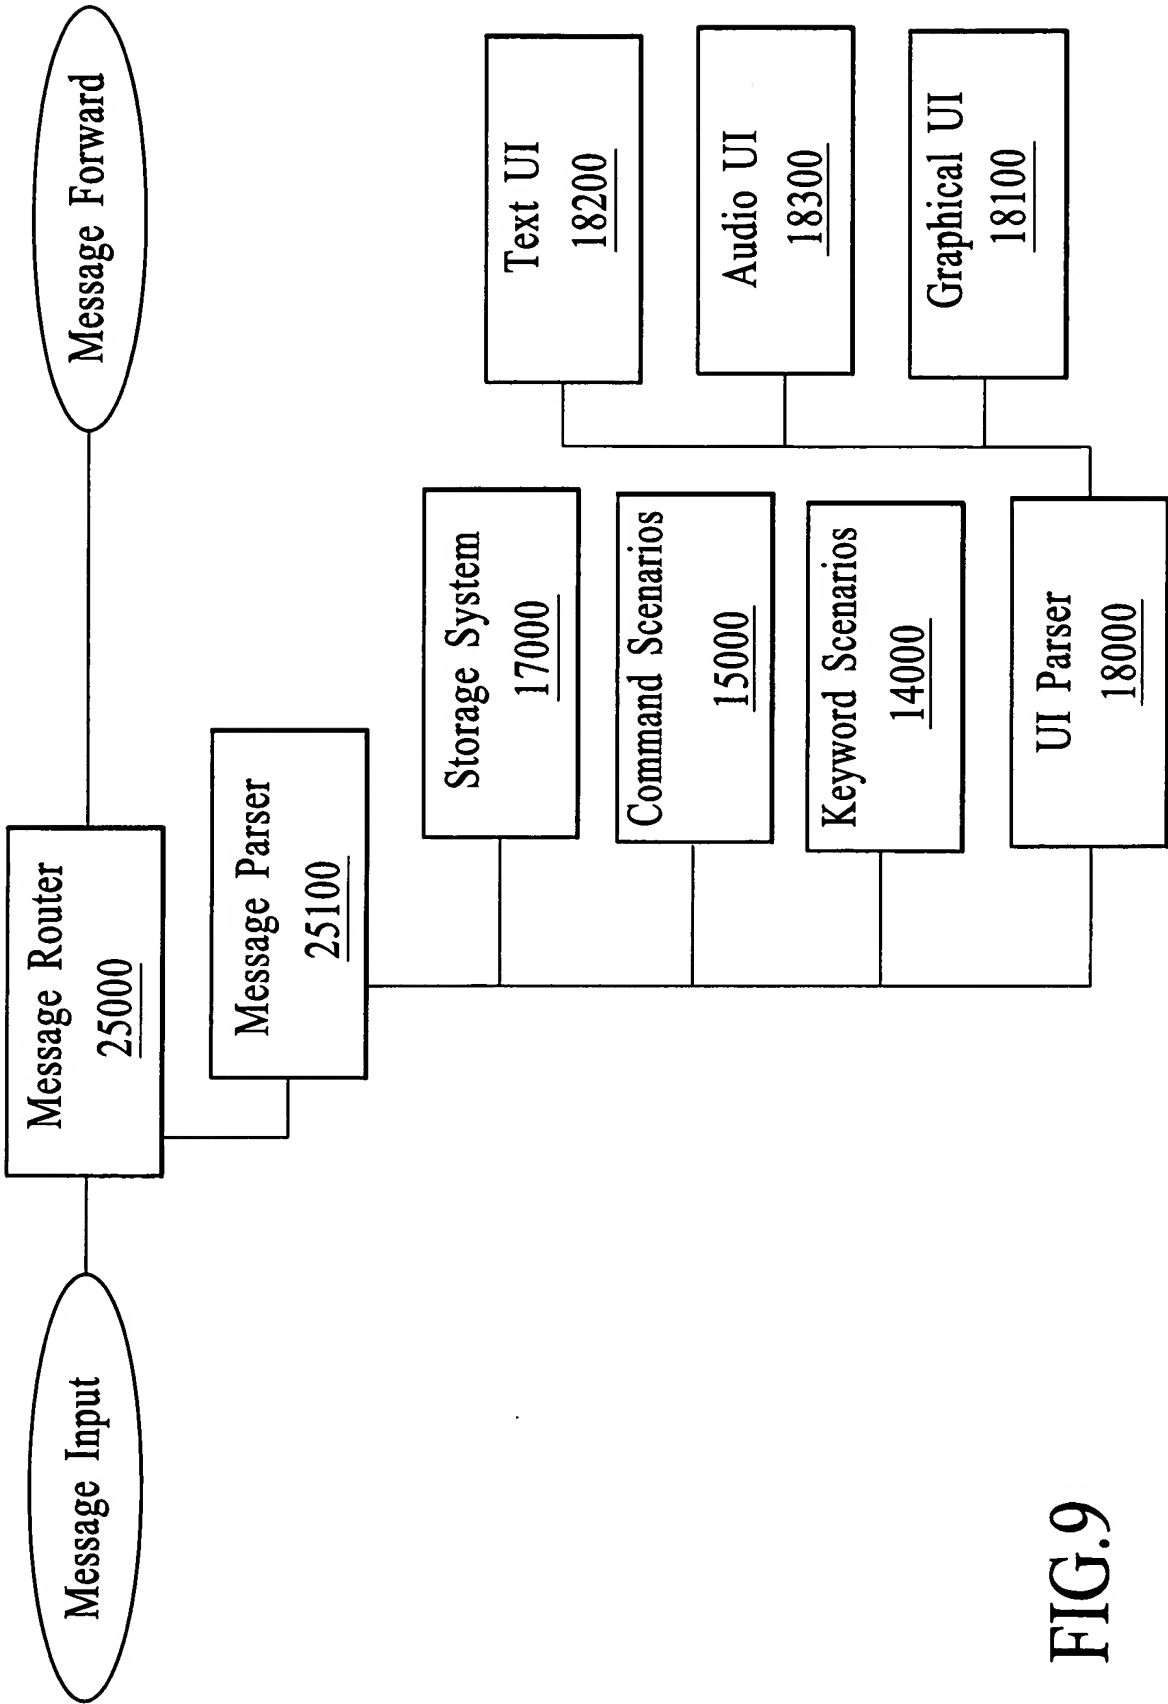 Message Input
Message Router
25000
Message Forward
Message Parser
25100
Storage System
17000
Text UI
18200
Command Scenarios
15000
Audio UI
18300
Keyword Scenarios
14000
Graphical UI
18100
UI Parser
18000
FIG.9